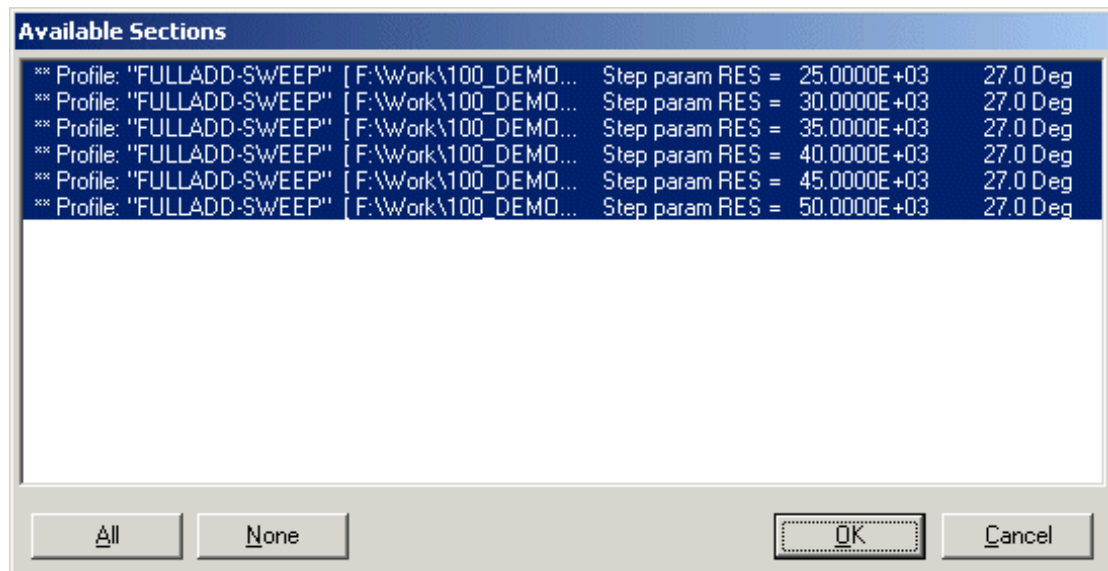 Available Sections
** Profile: "FULLADD-SWEEP" [ F:\Work\100_DEMO... Step param RES = 25.0000E+03 27.0 Deg
** Profile: "FULLADD-SWEEP" [ F:\Work\100_DEMO... Step param RES = 30.0000E+03 27.0 Deg
** Profile: "FULLADD-SWEEP" [ F:\Work\100_DEMO... Step param RES = 35.0000E+03 27.0 Deg
** Profile: "FULLADD-SWEEP" [ F:\Work\100_DEMO... Step param RES = 40.0000E+03 27.0 Deg
** Profile: "FULLADD-SWEEP" [ F:\Work\100_DEMO... Step param RES = 45.0000E+03 27.0 Deg
** Profile: "FULLADD-SWEEP" [ F:\Work\100_DEMO... Step param RES = 50.0000E+03 27.0 Deg
All None OK Cancel